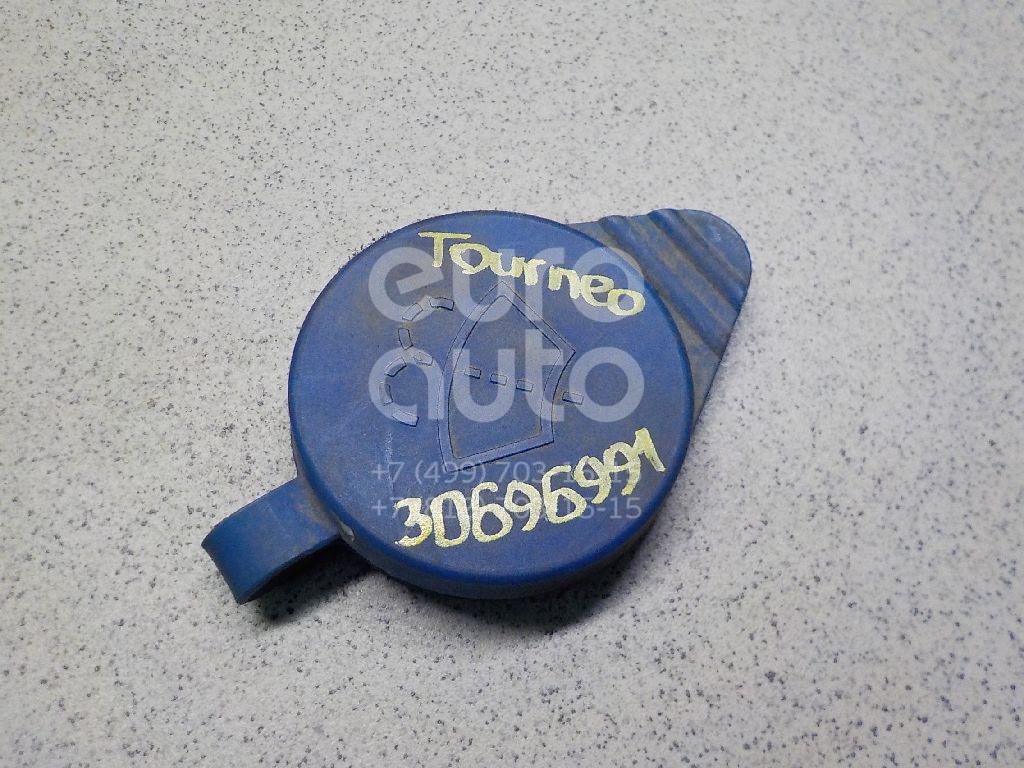 Tourneo
euro
auto
+7 (499) 703-
30696991